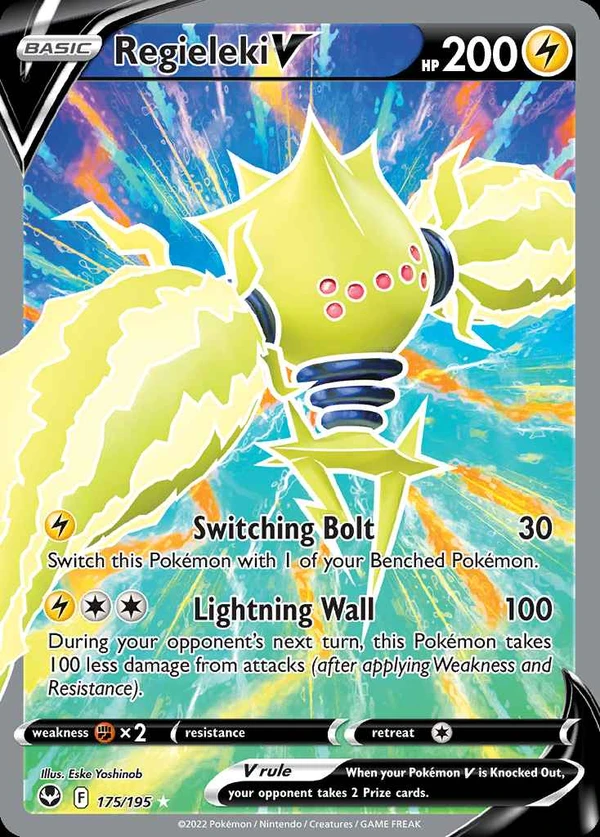 BASIC Regieleki V HP 200
Switching Bolt 30
Switch this Pokémon with 1 of your Benched Pokémon.
Lightning Wall 100
During your opponent's next turn, this Pokémon takes
100 less damage from attacks (after applying Weakness and
Resistance).
weakness ×2 resistance retreat
Illus. Eske Yoshinob
V rule When your Pokémon V is Knocked Out,
your opponent takes 2 Prize cards.
F 175/195
©2022 Pokémon / Nintendo / Creatures / GAME FREAK